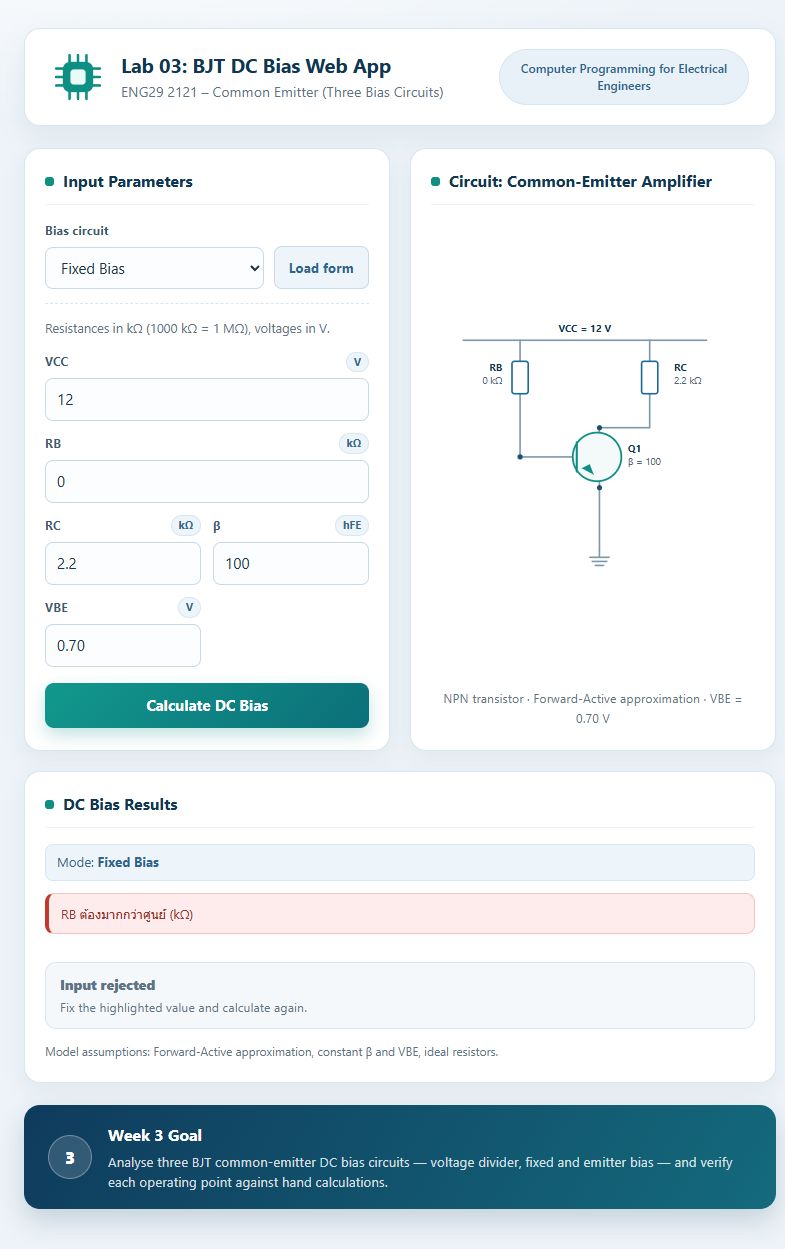 Lab 03: BJT DC Bias Web App
ENG29 2121 – Common Emitter (Three Bias Circuits)
Computer Programming for Electrical
Engineers
Input Parameters
Bias circuit
Fixed Bias
Load form
Resistances in kΩ (1000 kΩ = 1 MΩ), voltages in V.
VCC
V
12
RB
kΩ
0
RC
kΩ
β
hFE
2.2
100
VBE
V
0.70
Calculate DC Bias
Circuit: Common-Emitter Amplifier
VCC = 12 V
RB
0 kΩ
RC
2.2 kΩ
Q1
β = 100
NPN transistor · Forward-Active approximation · VBE =
0.70 V
DC Bias Results
Mode: Fixed Bias
RB ต้องมากกว่าศูนย์ (kΩ)
Input rejected
Fix the highlighted value and calculate again.
Model assumptions: Forward-Active approximation, constant β and VBE, ideal resistors.
3
Week 3 Goal
Analyse three BJT common-emitter DC bias circuits — voltage divider, fixed and emitter bias — and verify
each operating point against hand calculations.